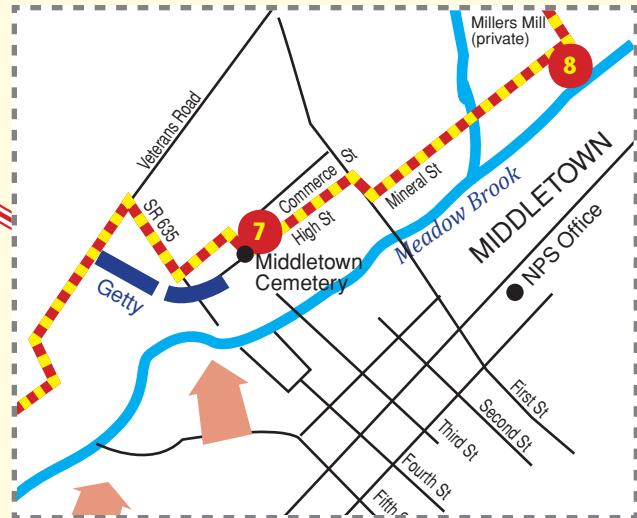 Millers Mill
(private)
8
Veterans Road
SR 635
Commerce St
7
High St
Mineral St
Middletown
Cemetery
Getty
Meadow Brook
MIDDLETOWN
NPS Office
First St
Second St
Third St
Fourth St
Fifth